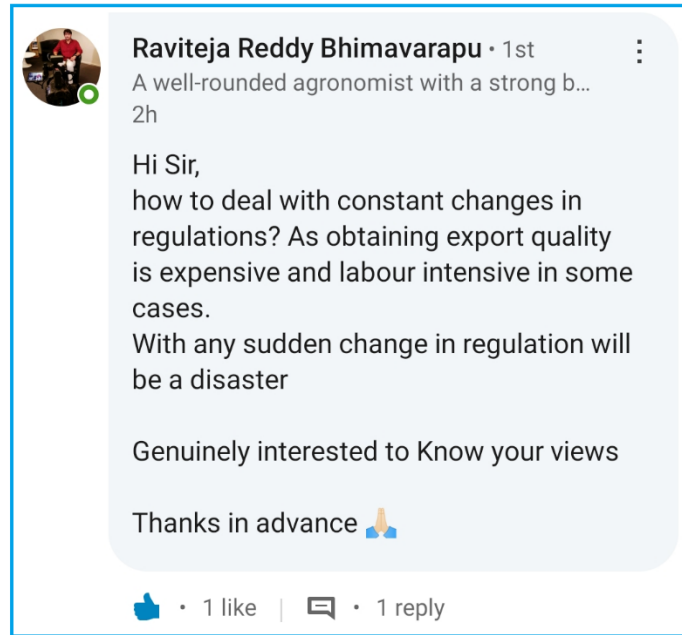 Raviteja Reddy Bhimavarapu • 1st
A well-rounded agronomist with a strong b...
2h
Hi Sir,
how to deal with constant changes in
regulations? As obtaining export quality
is expensive and labour intensive in some
cases.
With any sudden change in regulation will
be a disaster
Genuinely interested to Know your views
Thanks in advance 🙏🏼
• 1 like | • 1 reply